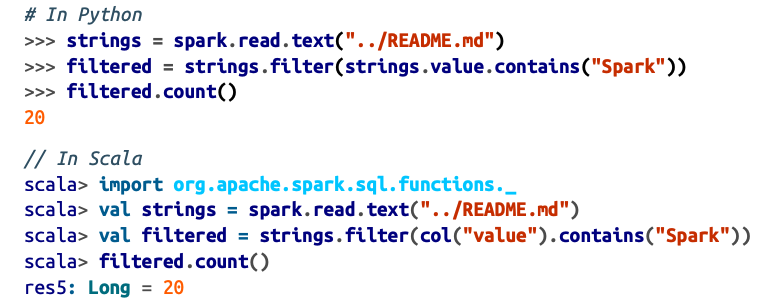 # In Python
>>> strings = spark.read.text("../README.md")
>>> filtered = strings.filter(strings.value.contains("Spark"))
>>> filtered.count()
20
// In Scala
scala> import org.apache.spark.sql.functions._
scala> val strings = spark.read.text("../README.md")
scala> val filtered = strings.filter(col("value").contains("Spark"))
scala> filtered.count()
res5: Long = 20